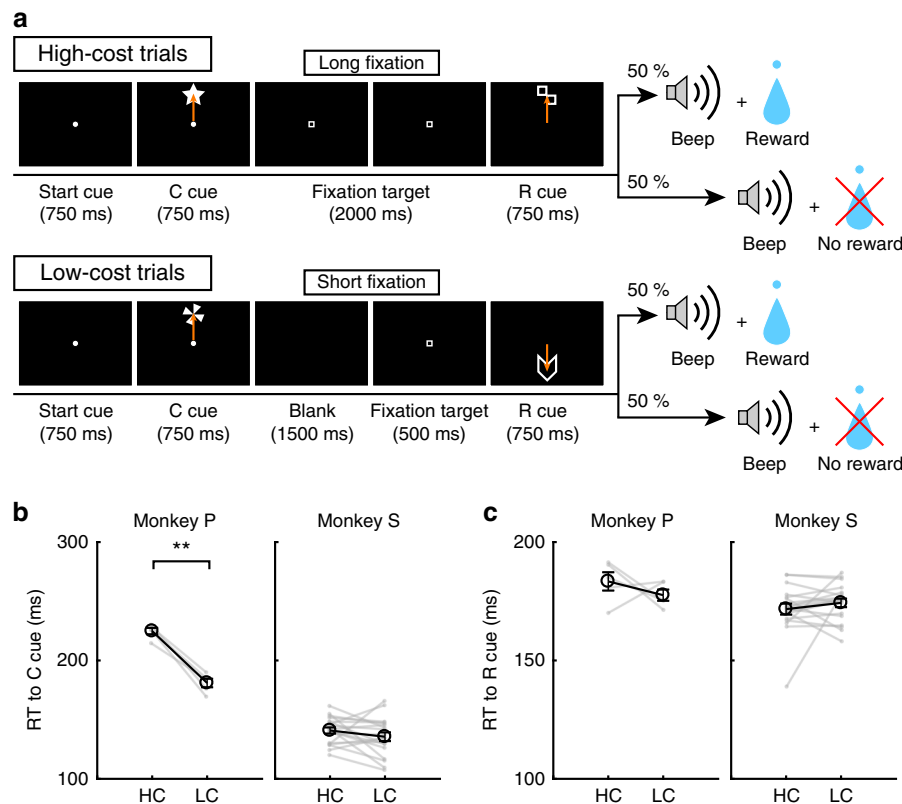 a
High-cost trials
Long fixation
50 %
Beep
+
Reward
Start cue
(750 ms)
C cue
(750 ms)
Fixation target
(2000 ms)
R cue
(750 ms)
50 %
Beep
+
No reward
Low-cost trials
Short fixation
50 %
Beep
+
Reward
Start cue
(750 ms)
C cue
(750 ms)
Blank
(1500 ms)
Fixation target
(500 ms)
R cue
(750 ms)
50 %
Beep
+
No reward
b
Monkey P
Monkey S
RT to C cue (ms)
300
200
100
**
HC
LC
HC
LC
c
Monkey P
Monkey S
RT to R cue (ms)
200
150
100
HC
LC
HC
LC